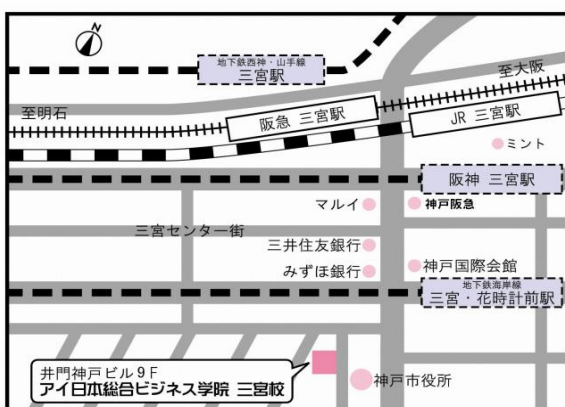 地下鉄西神・山手線
三宮駅
至大阪
至明石
阪急 三宮駅
JR 三宮駅
ミント
阪神 三宮駅
マルイ
神戸阪急
三宮センター街
三井住友銀行
みずほ銀行
神戸国際会館
地下鉄海岸線
三宮・花時計前駅
井門神戸ビル9F
アイ日本総合ビジネス学院 三宮校
神戸市役所